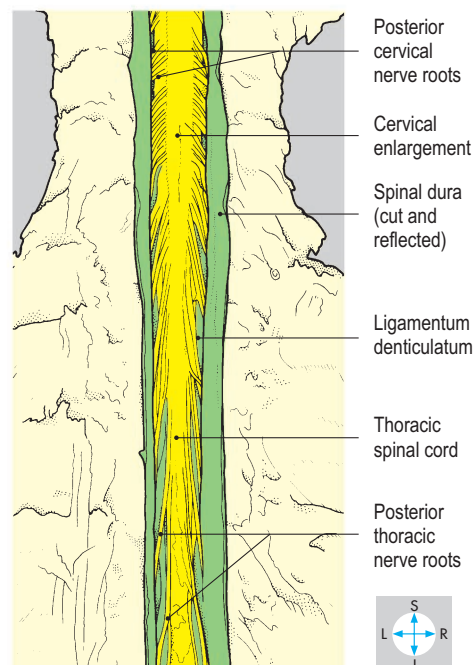 Posterior
cervical
nerve roots
Cervical
enlargement
Spinal dura
(cut and
reflected)
Ligamentum
denticulatum
Thoracic
spinal cord
Posterior
thoracic
nerve roots
S
L R
I